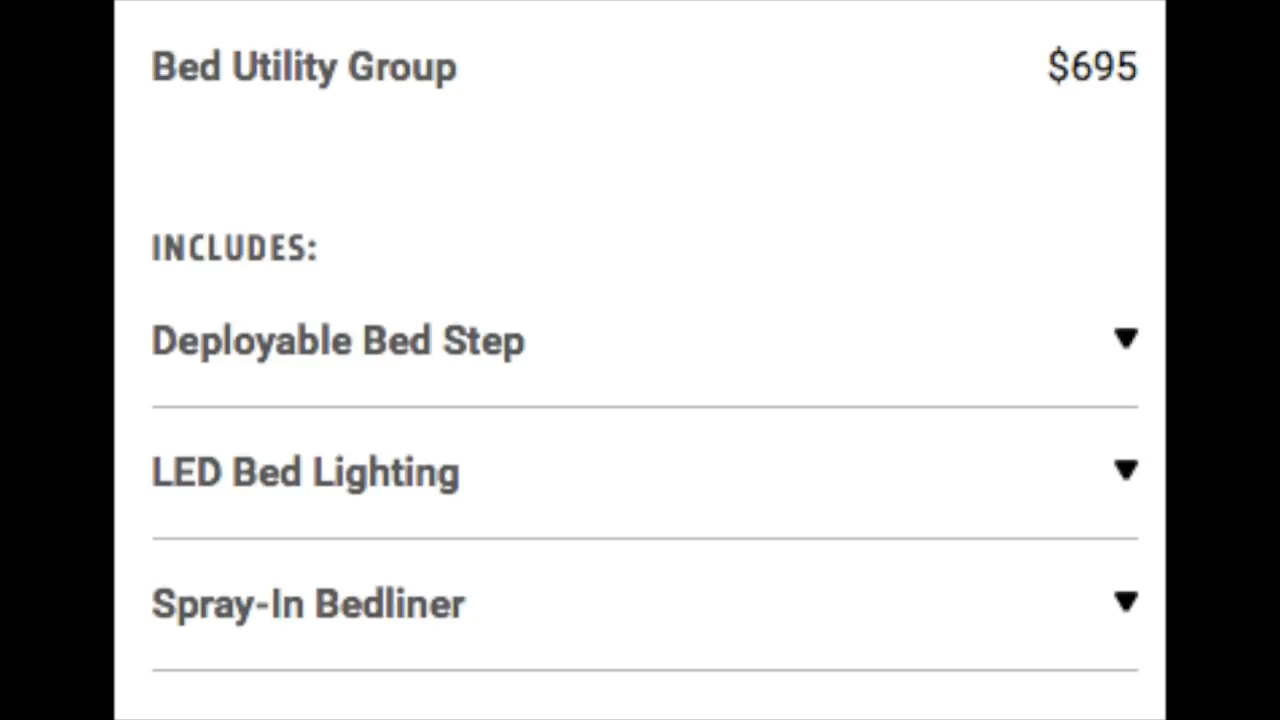 Bed Utility Group $695
INCLUDES:
Deployable Bed Step
LED Bed Lighting
Spray-In Bedliner